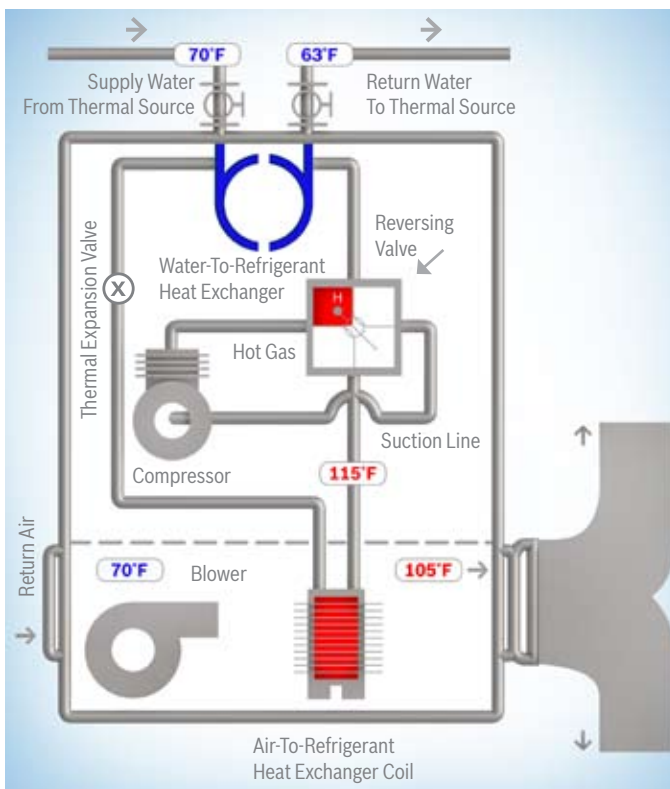 70°F
63°F
Supply Water
From Thermal Source
Return Water
To Thermal Source
Thermal Expansion Valve
X
Reversing
Valve
Water-To-Refrigerant
Heat Exchanger
H
Hot Gas
Compressor
Suction Line
115°F
Return Air
70°F
Blower
105°F
Air-To-Refrigerant
Heat Exchanger Coil